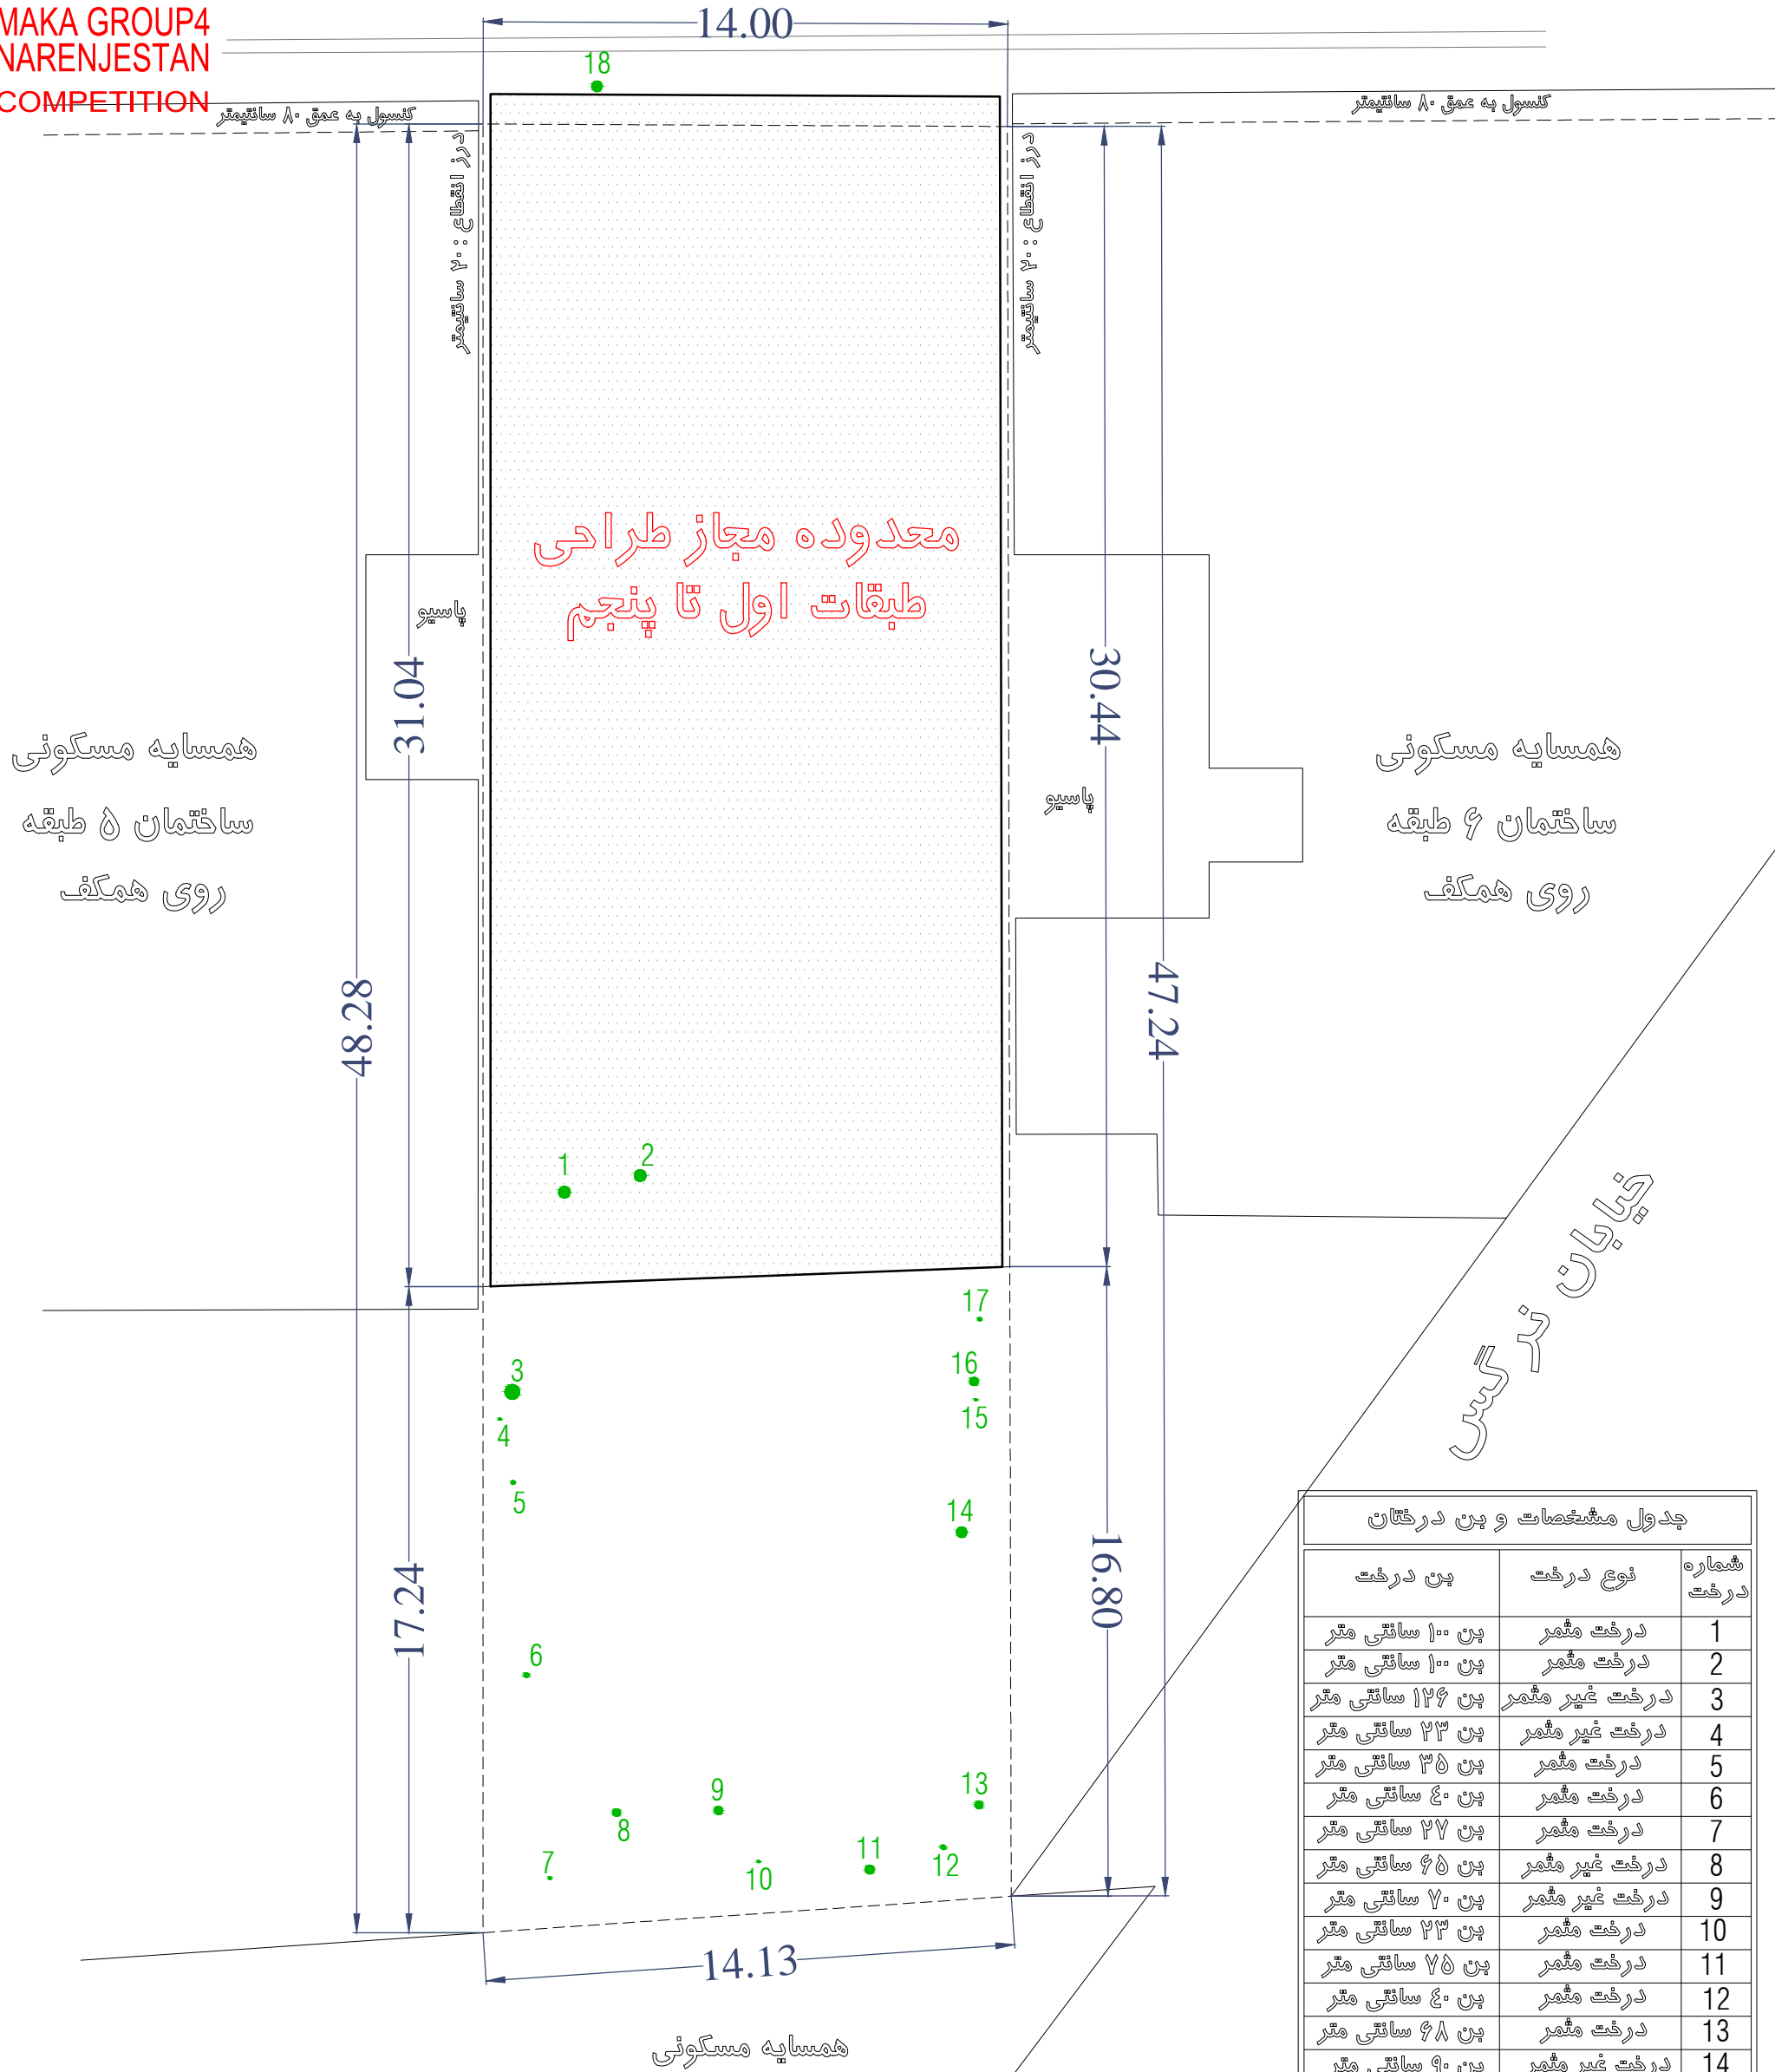 MAKA GROUP4
NARENJESTAN
COMPETITION
14.00
18
کنسول به عمق ۸۰ سانتیمتر
کنسول به عمق ۸۰ سانتیمتر
درز انقطاع : ۲۰ سانتیمتر
درز انقطاع : ۲۰ سانتیمتر
محدوده مجاز طراحی
طبقات اول تا پنجم
پاسیو
پاسیو
31.04
30.44
48.28
47.24
همسایه مسکونی
ساختمان ۵ طبقه
روی همکف
همسایه مسکونی
ساختمان ۶ طبقه
روی همکف
1
2
خیابان نرگس
17
3
16
4
15
5
14
17.24
16.80
6
9
13
8
7
10
11
12
14.13
همسایه مسکونی
جدول مشخصات و بن درختان
شماره درخت نوع درخت بن درخت
1 درخت مثمر بن ۱۰۰ سانتی متر
2 درخت مثمر بن ۱۰۰ سانتی متر
3 درخت غیر مثمر بن ۱۲۶ سانتی متر
4 درخت غیر مثمر بن ۲۳ سانتی متر
5 درخت مثمر بن ۳۵ سانتی متر
6 درخت مثمر بن ٤۰ سانتی متر
7 درخت مثمر بن ۲۷ سانتی متر
8 درخت غیر مثمر بن ۶۵ سانتی متر
9 درخت غیر مثمر بن ۷۰ سانتی متر
10 درخت مثمر بن ۲۳ سانتی متر
11 درخت مثمر بن ۷۵ سانتی متر
12 درخت مثمر بن ٤۰ سانتی متر
13 درخت مثمر بن ۶۸ سانتی متر
14 درخت غیر مثمر بن ۹۰ سانتی متر